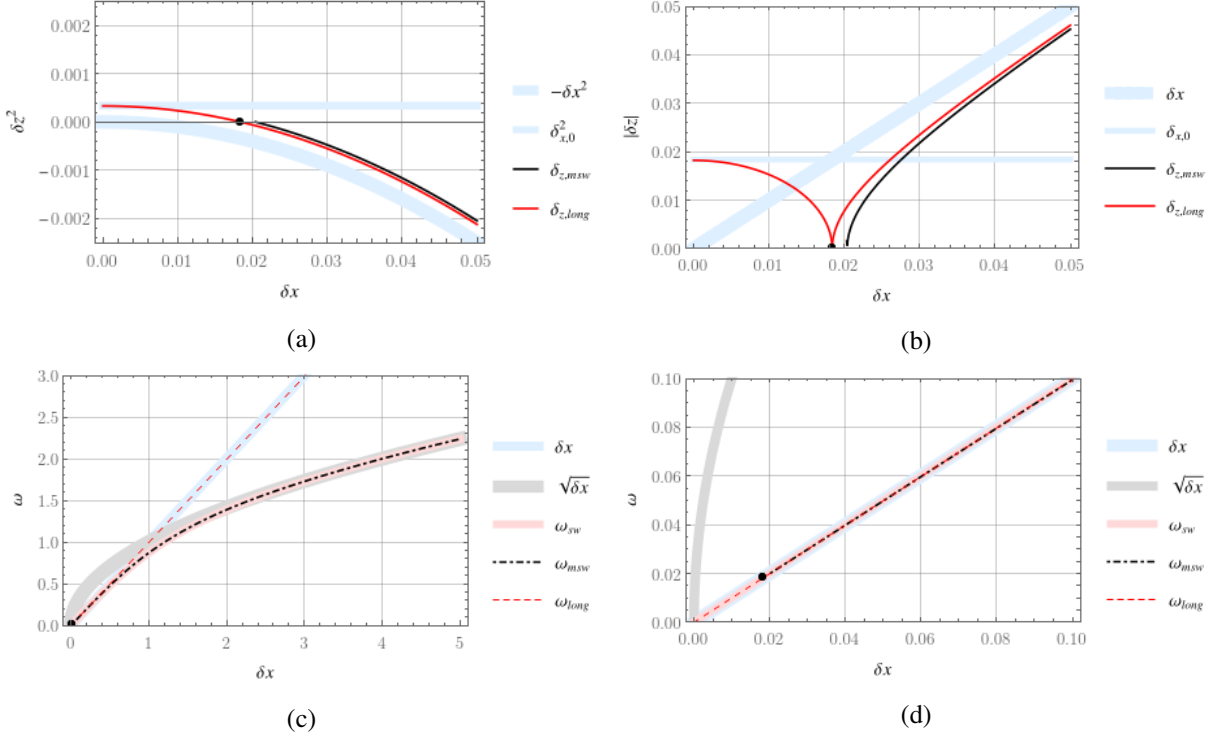 0.002
0.001
0.000
−0.001
−0.002
δz²
0.00 0.01 0.02 0.03 0.04 0.05
δx
−δx²
δ²x,0
δz,msw
δz,long
(a)
0.05
0.04
0.03
0.02
0.01
0.00
|δz|
0.00 0.01 0.02 0.03 0.04 0.05
δx
δx
δx,0
δz,msw
δz,long
(b)
3.0
2.5
2.0
1.5
1.0
0.5
0.0
ω
0 1 2 3 4 5
δx
δx
√δx
ωsw
ωmsw
ωlong
(c)
0.10
0.08
0.06
0.04
0.02
0.00
ω
0.00 0.02 0.04 0.06 0.08 0.10
δx
δx
√δx
ωsw
ωmsw
ωlong
(d)